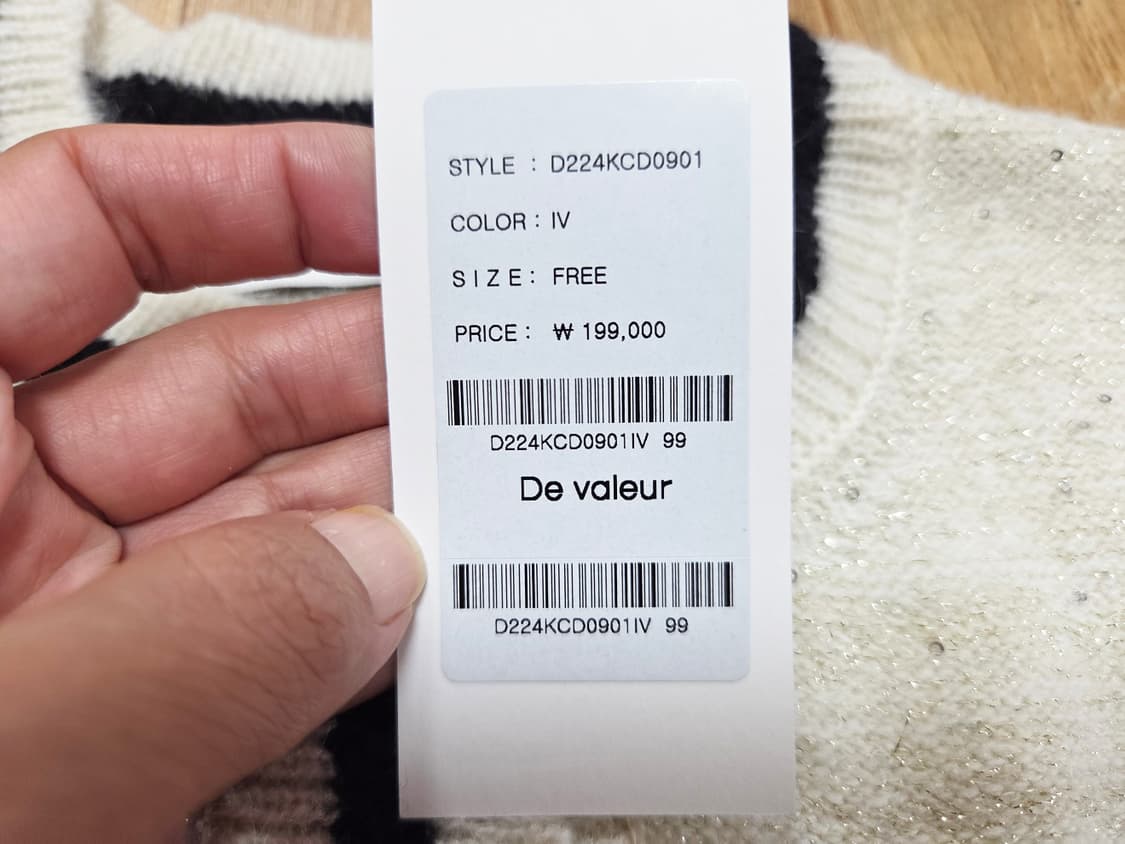 STYLE : D224KCD0901
COLOR : IV
SIZE : FREE
PRICE : ₩ 199,000
D224KCD0901IV 99
De valeur
D224KCD0901IV 99